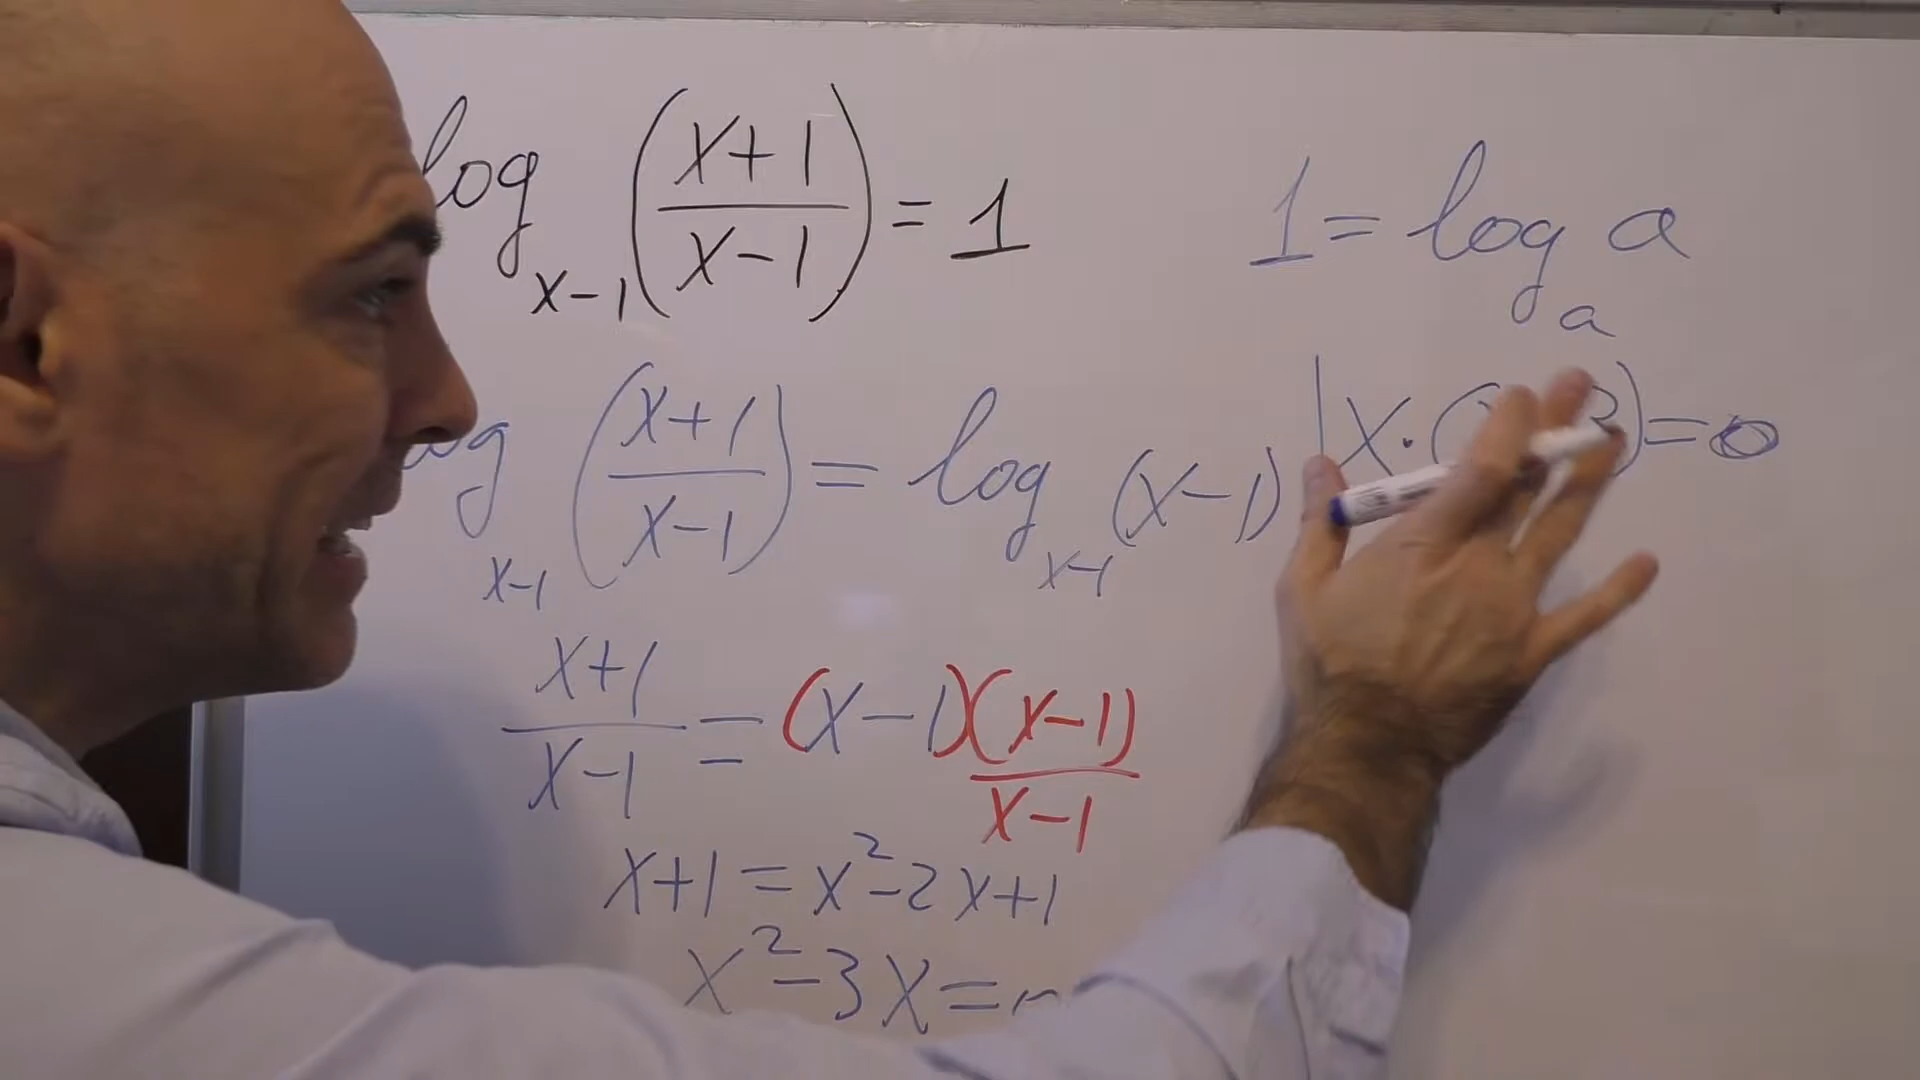 log_{x-1} ( (x+1)/(x-1) ) = 1
1 = log_a a
log_{x-1} ( (x+1)/(x-1) ) = log_{x-1} (x-1)
x · ( 3) = 0
(x+1)/(x-1) = (x-1) (x-1)/(x-1)
x+1 = x² - 2x + 1
x² - 3x =